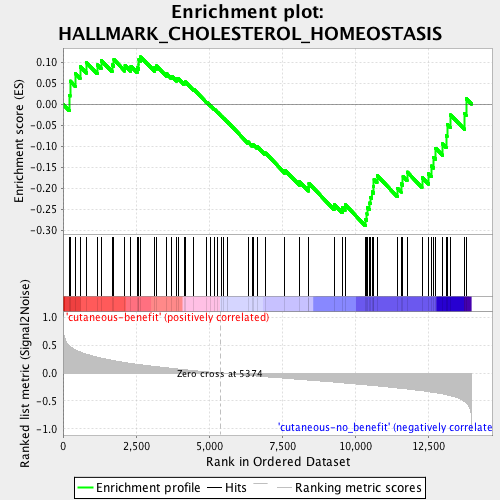 Enrichment plot:
HALLMARK_CHOLESTEROL_HOMEOSTASIS
Enrichment score (ES)
0.10
0.05
0.00
-0.05
-0.10
-0.15
-0.20
-0.25
-0.30
Ranked list metric (Signal2Noise)
1.0
0.5
0.0
-0.5
-1.0
'cutaneous-benefit' (positively correlated)
Zero cross at 5374
'cutaneous-no_benefit' (negatively correlate
0
2,500
5,000
7,500
10,000
12,500
Rank in Ordered Dataset
Enrichment profile
Hits
Ranking metric scores